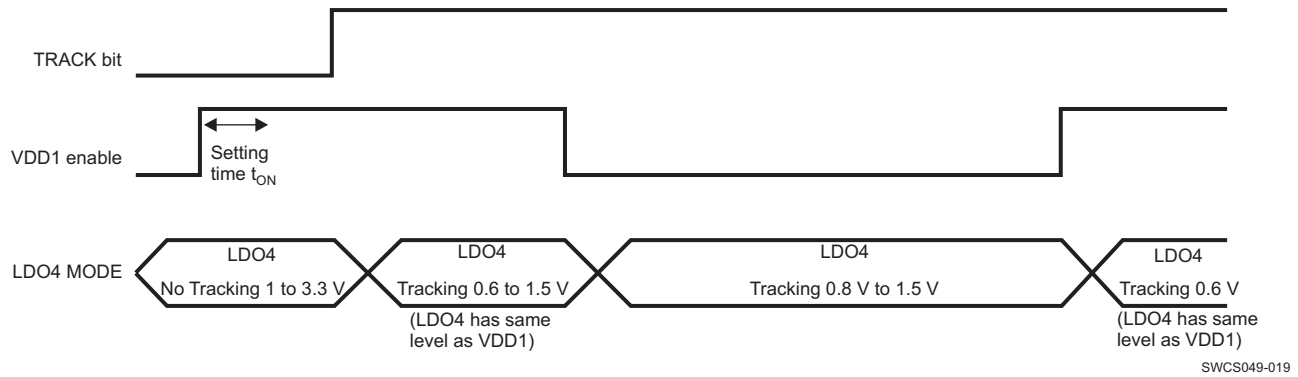 TRACK bit
VDD1 enable
Setting
time tON
LDO4 MODE
LDO4
No Tracking 1 to 3.3 V
LDO4
Tracking 0.6 to 1.5 V
(LDO4 has same
level as VDD1)
LDO4
Tracking 0.8 V to 1.5 V
LDO4
Tracking 0.6 V
(LDO4 has same
level as VDD1)
SWCS049-019